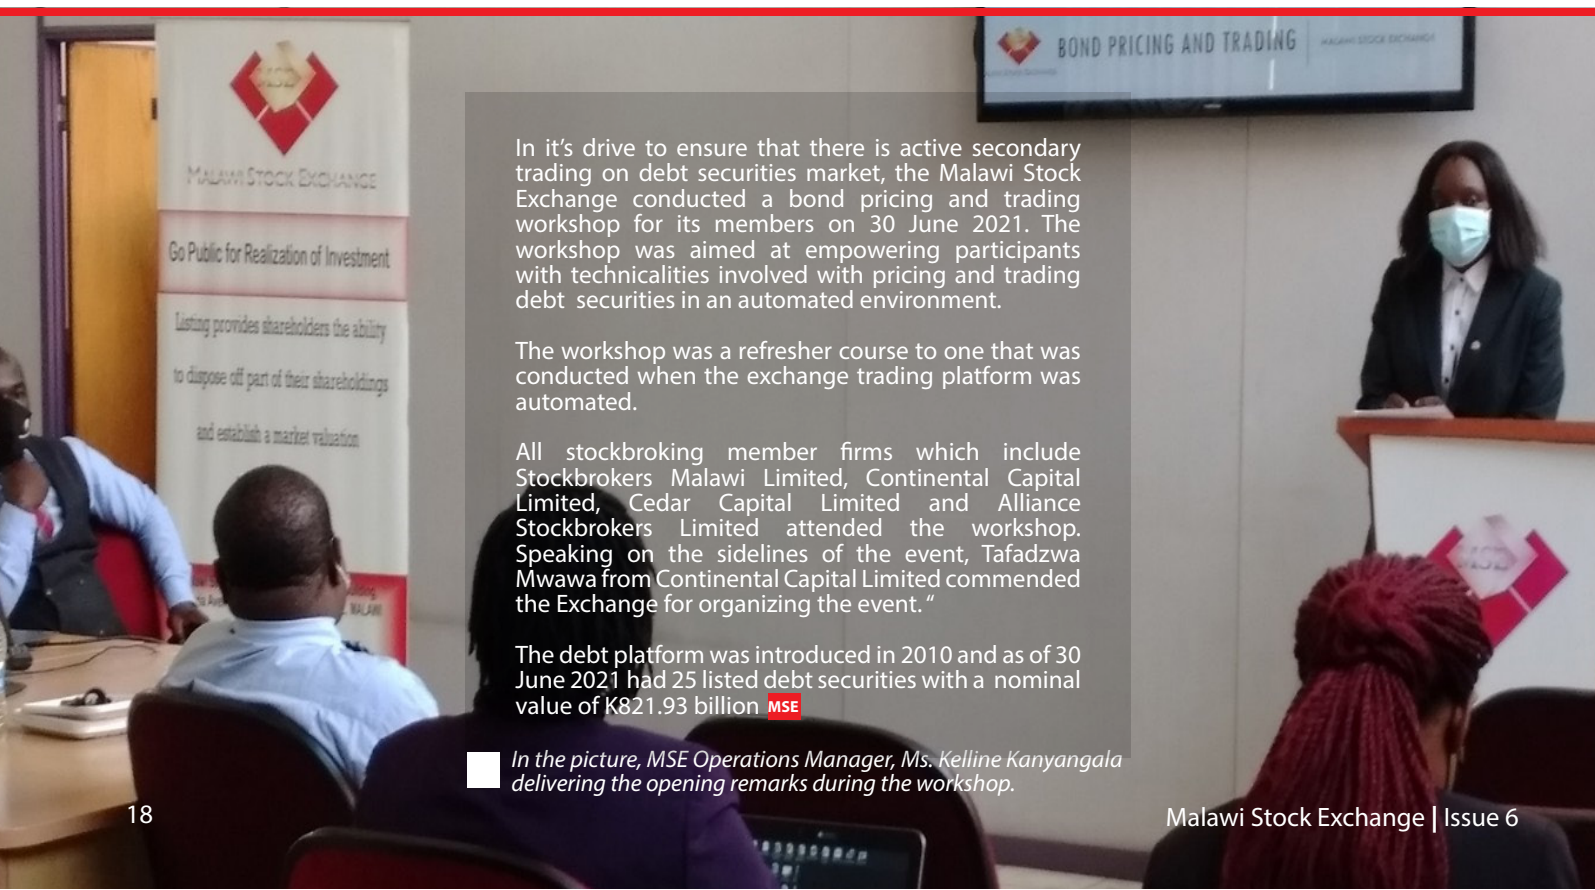 MSE
MALAWI STOCK EXCHANGE
Go Public for Realization of Investment
Listing provides shareholders the ability
to dispose off part of their shareholdings
and establish a market valuation
MALAWI
BOND PRICING AND TRADING
MALAWI STOCK EXCHANGE
In it’s drive to ensure that there is active secondary
trading on debt securities market, the Malawi Stock
Exchange conducted a bond pricing and trading
workshop for its members on 30 June 2021. The
workshop was aimed at empowering participants
with technicalities involved with pricing and trading
debt securities in an automated environment.
The workshop was a refresher course to one that was
conducted when the exchange trading platform was
automated.
All stockbroking member firms which include
Stockbrokers Malawi Limited, Continental Capital
Limited, Cedar Capital Limited and Alliance
Stockbrokers Limited attended the workshop.
Speaking on the sidelines of the event, Tafadzwa
Mwawa from Continental Capital Limited commended
the Exchange for organizing the event. “
The debt platform was introduced in 2010 and as of 30
June 2021 had 25 listed debt securities with a nominal
value of K821.93 billion MSE
In the picture, MSE Operations Manager, Ms. Kelline Kanyangala
delivering the opening remarks during the workshop.
MSE
18
Malawi Stock Exchange | Issue 6